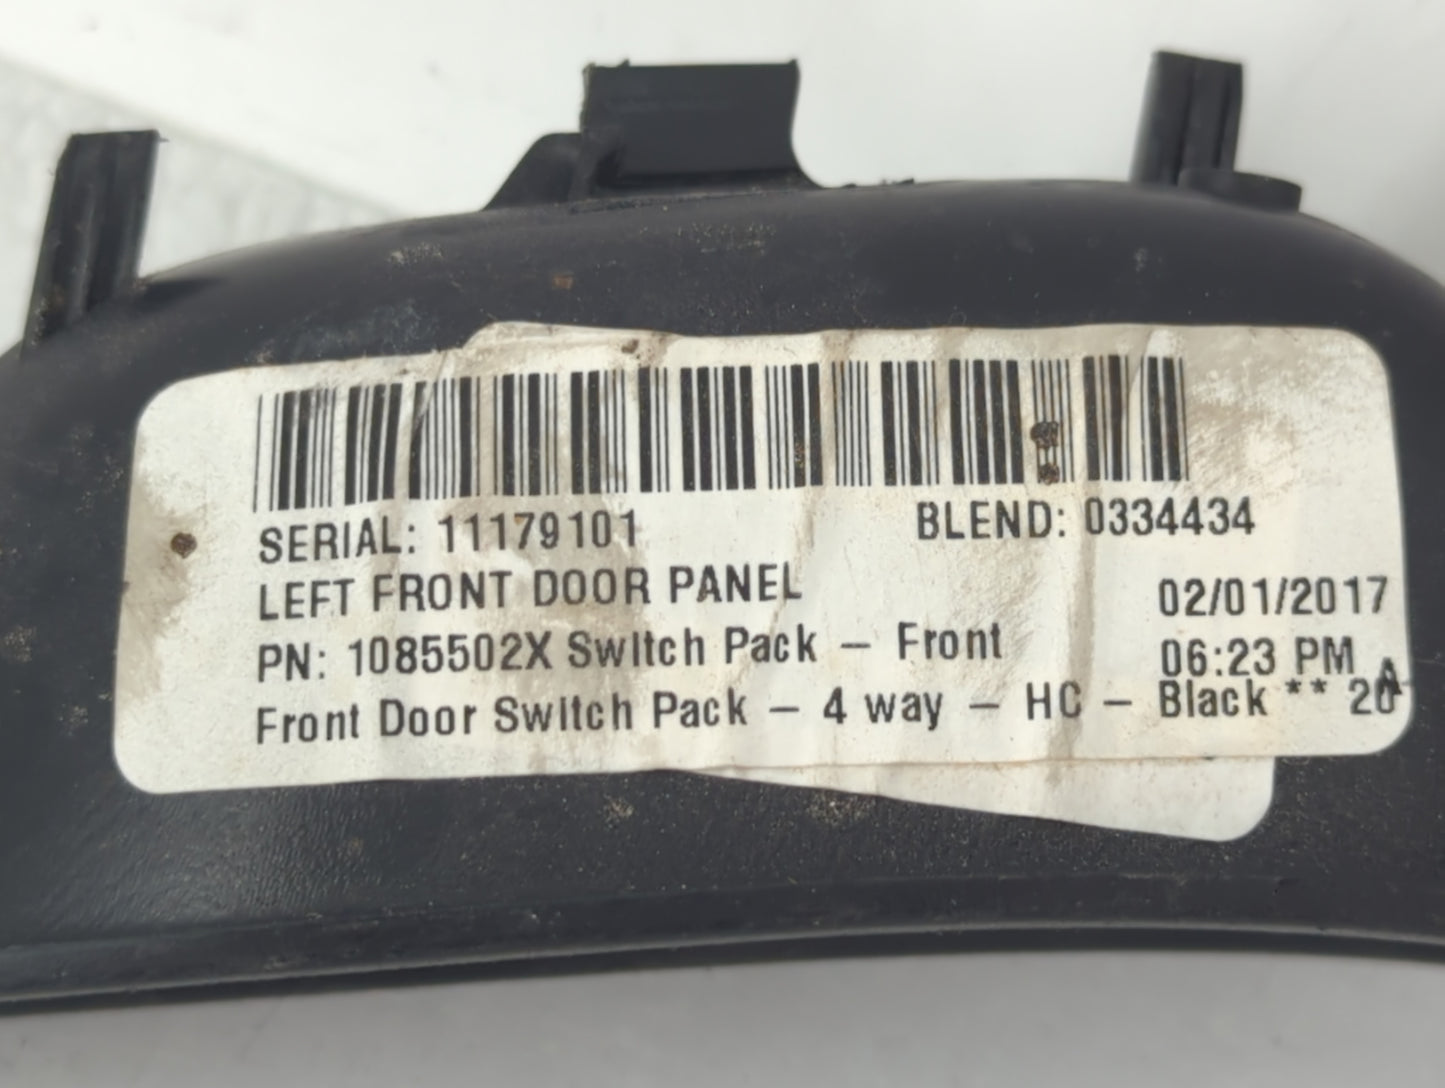 SERIAL: 11179101 BLEND: 0334434
LEFT FRONT DOOR PANEL 02/01/2017
PN: 1085502X Switch Pack – Front 06:23 PM
Front Door Switch Pack – 4 way – HC – Black ** 20
A